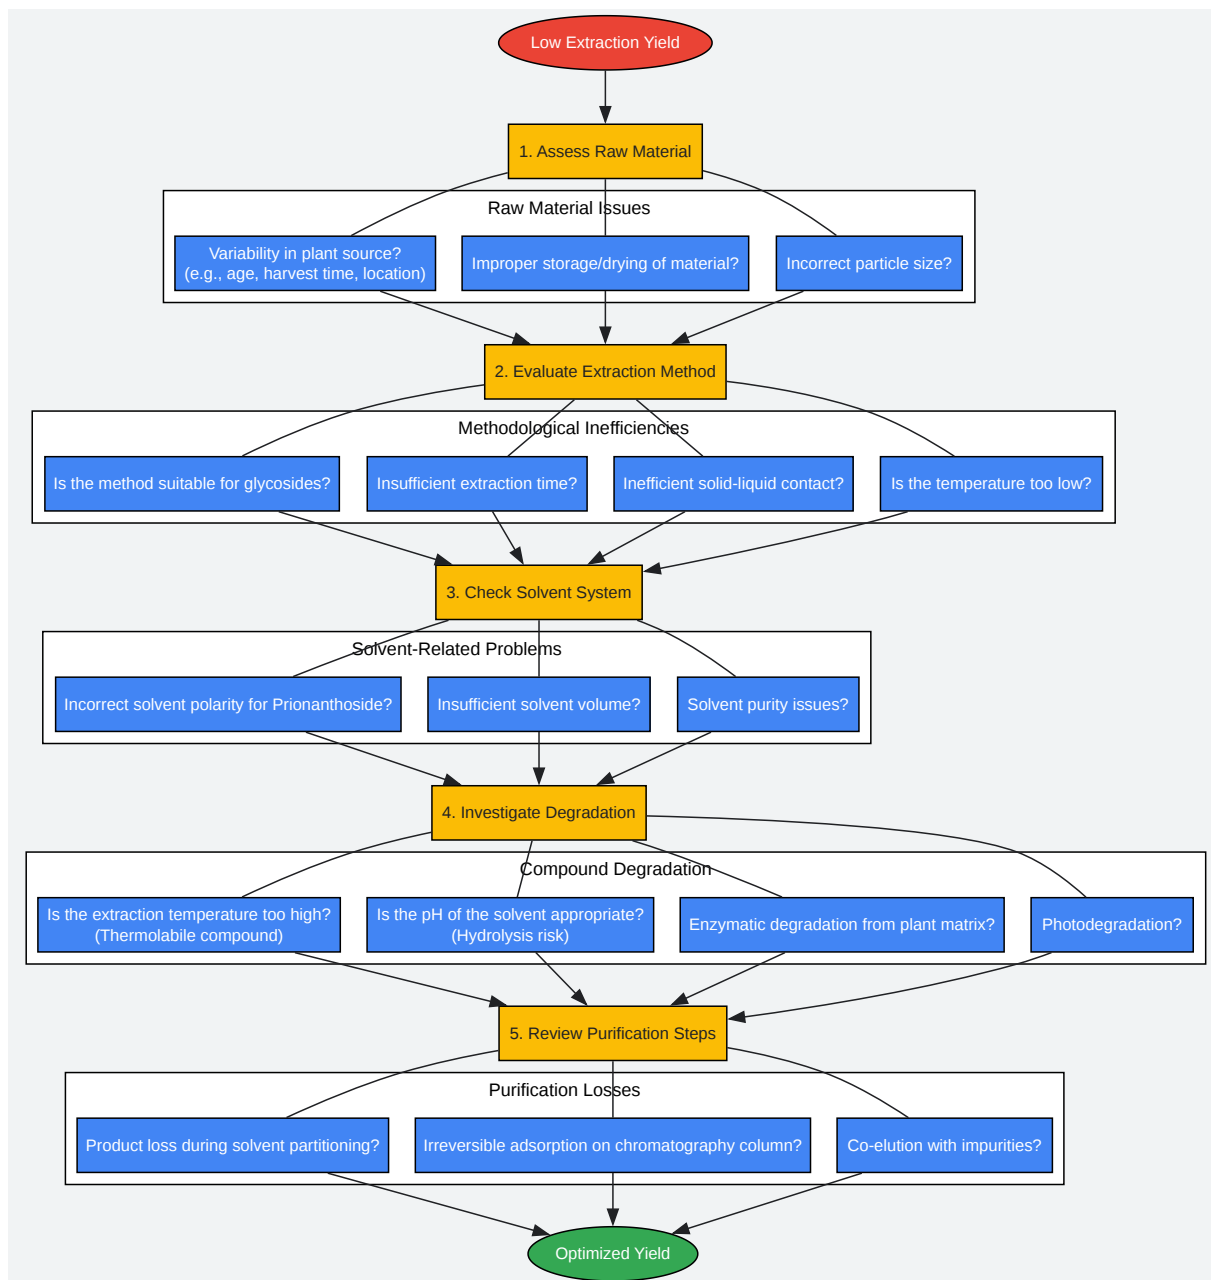 Low Extraction Yield
1. Assess Raw Material
Raw Material Issues
Variability in plant source?
(e.g., age, harvest time, location)
Improper storage/drying of material?
Incorrect particle size?
2. Evaluate Extraction Method
Methodological Inefficiencies
Is the method suitable for glycosides?
Insufficient extraction time?
Inefficient solid-liquid contact?
Is the temperature too low?
3. Check Solvent System
Solvent-Related Problems
Incorrect solvent polarity for Prionanthoside?
Insufficient solvent volume?
Solvent purity issues?
4. Investigate Degradation
Compound Degradation
Is the extraction temperature too high?
(Thermolabile compound)
Is the pH of the solvent appropriate?
(Hydrolysis risk)
Enzymatic degradation from plant matrix?
Photodegradation?
5. Review Purification Steps
Purification Losses
Product loss during solvent partitioning?
Irreversible adsorption on chromatography column?
Co-elution with impurities?
Optimized Yield